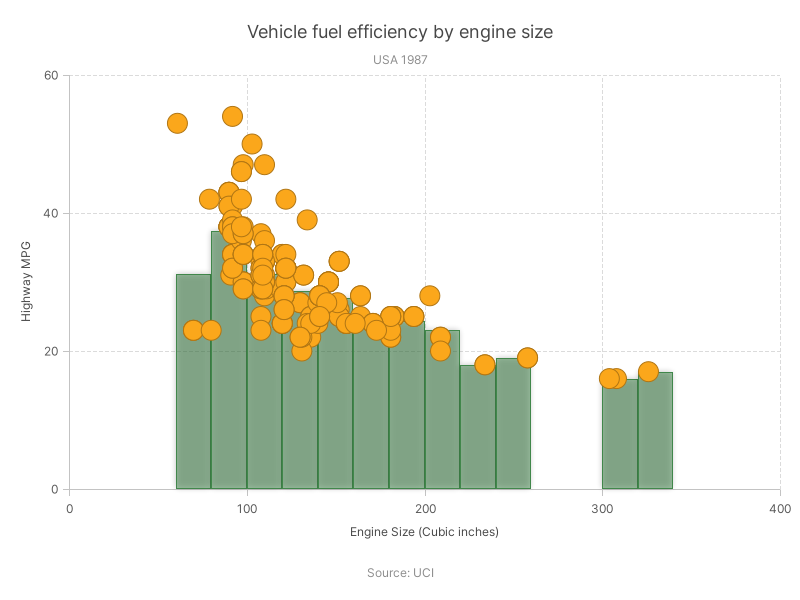 Vehicle fuel efficiency by engine size
USA 1987
60
40
20
0
Highway MPG
0 100 200 300 400
Engine Size (Cubic inches)
Source: UCI